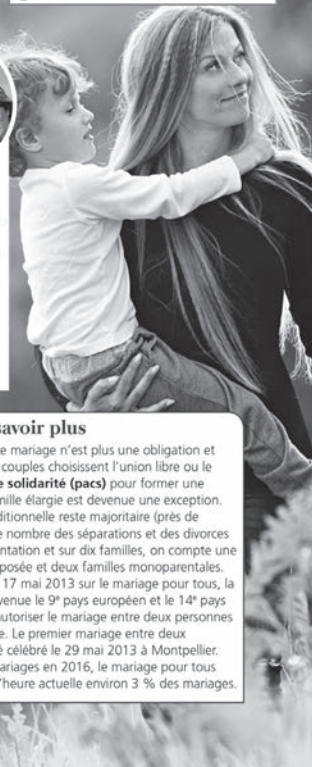 savoir plus
e mariage n'est plus une obligation et
couples choisissent l'union libre ou le
e solidarité (pacs) pour former une
nille élargie est devenue une exception.
ditionnelle reste majoritaire (près de
e nombre des séparations et des divorces
ntation et sur dix familles, on compte une
posée et deux familles monoparentales.
17 mai 2013 sur le mariage pour tous, la
venue le 9ᵉ pays européen et le 14ᵉ pays
autoriser le mariage entre deux personnes
e. Le premier mariage entre deux
é célébré le 29 mai 2013 à Montpellier.
ariages en 2016, le mariage pour tous
l'heure actuelle environ 3 % des mariages.